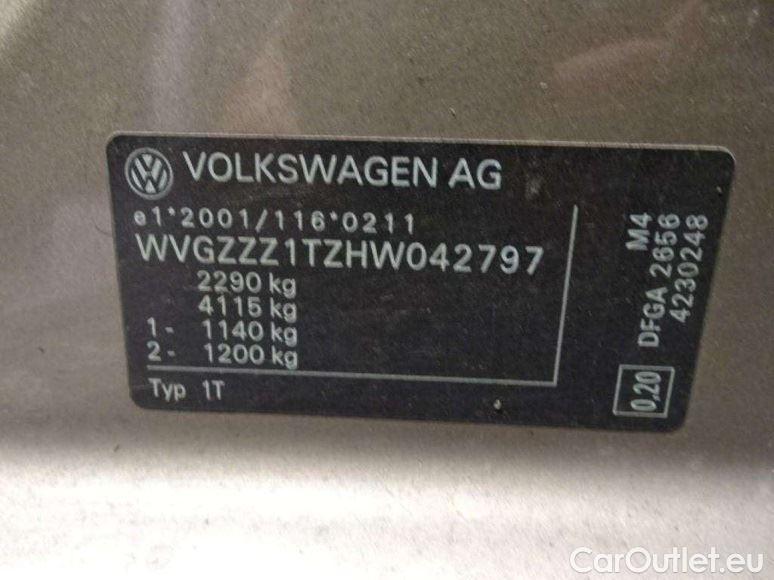 VOLKSWAGEN AG
e1*2001/116*0211
WVGZZZ1TZHW042797
2290 kg
4115 kg
1- 1140 kg
2- 1200 kg
Typ 1T
M4
DFGA 2656
4230248
0,20
CarOutlet.eu